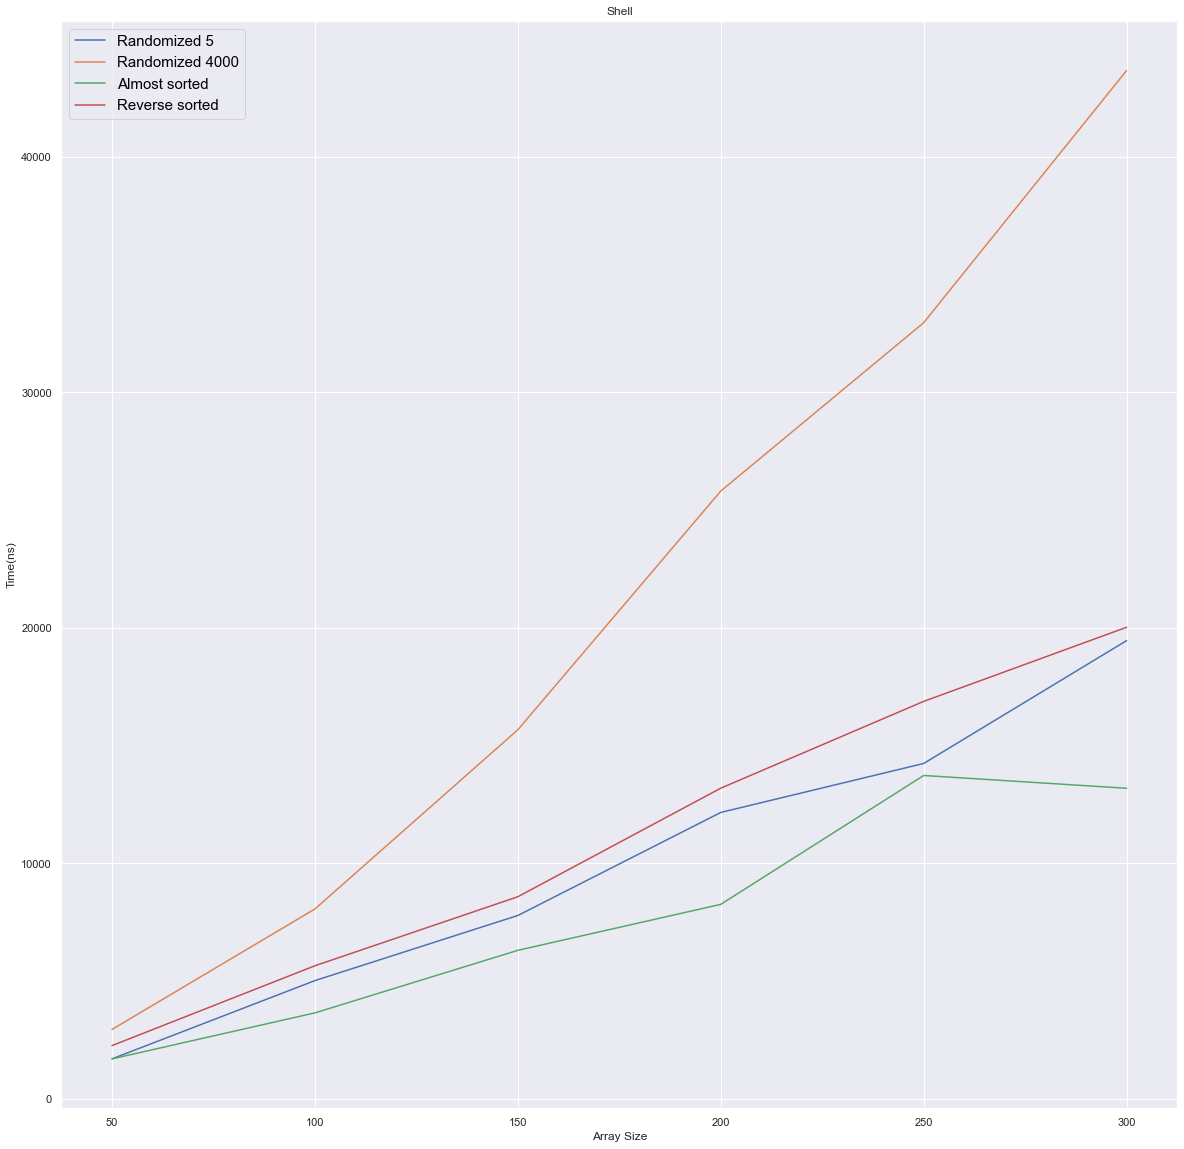 Shell
Randomized 5
Randomized 4000
Almost sorted
Reverse sorted
40000
30000
20000
10000
0
Time(ns)
50 100 150 200 250 300
Array Size